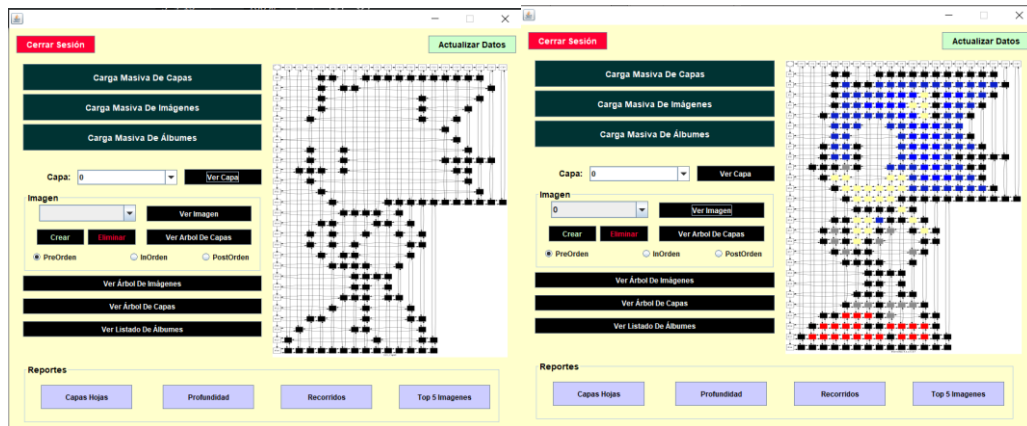 Cerrar Sesión
Actualizar Datos
Carga Masiva De Capas
Carga Masiva De Imágenes
Carga Masiva De Álbumes
Capa: 0 Ver Capa
Imagen
Ver Imagen
Crear Eliminar Ver Arbol De Capas
PreOrden InOrden PostOrden
Ver Árbol De Imágenes
Ver Árbol De Capas
Ver Listado De Álbumes
Reportes
Capas Hojas Profundidad Recorridos Top 5 Imagenes
Cerrar Sesión
Actualizar Datos
Carga Masiva De Capas
Carga Masiva De Imágenes
Carga Masiva De Álbumes
Capa: 0 Ver Capa
Imagen
0 Ver Imagen
Crear Eliminar Ver Arbol De Capas
PreOrden InOrden PostOrden
Ver Árbol De Imágenes
Ver Árbol De Capas
Ver Listado De Álbumes
Reportes
Capas Hojas Profundidad Recorridos Top 5 Imagenes